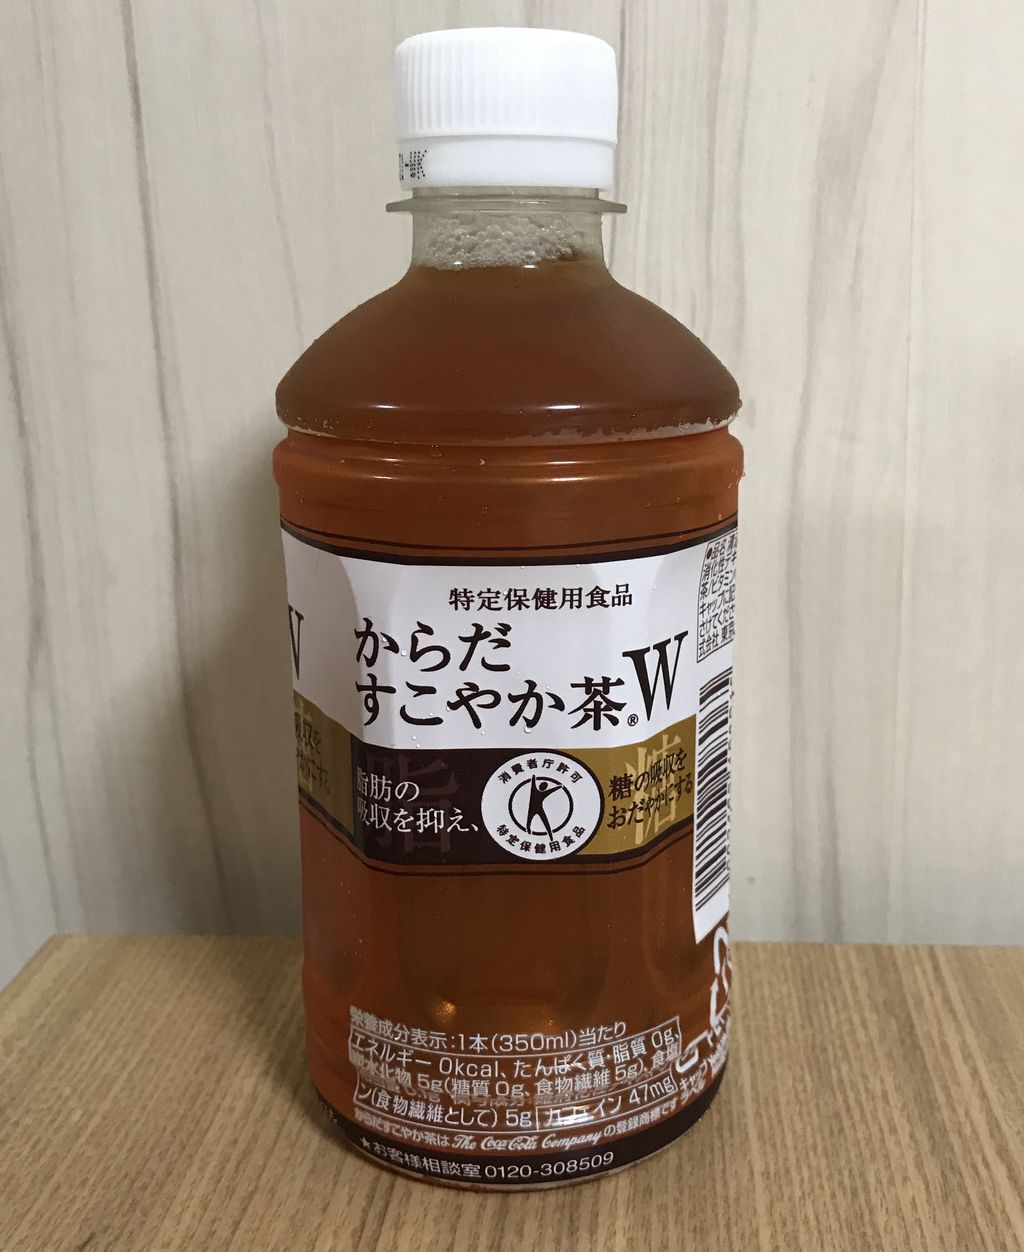 特定保健用食品
からだ
すこやか茶®W
脂肪の
吸収を抑え、
消費者庁許可
特定保健用食品
糖の吸収を
おだやかにする
栄養成分表示:1本(350ml)当たり
エネルギー 0kcal、たんぱく質・脂質 0g、
炭水化物 5g(糖質 0g、食物繊維 5g)、食塩
ン(食物繊維として) 5g、カフェイン 47mg
からだすこやか茶は The Coca-Cola Company の登録商標です
★お客様相談室 0120-308509